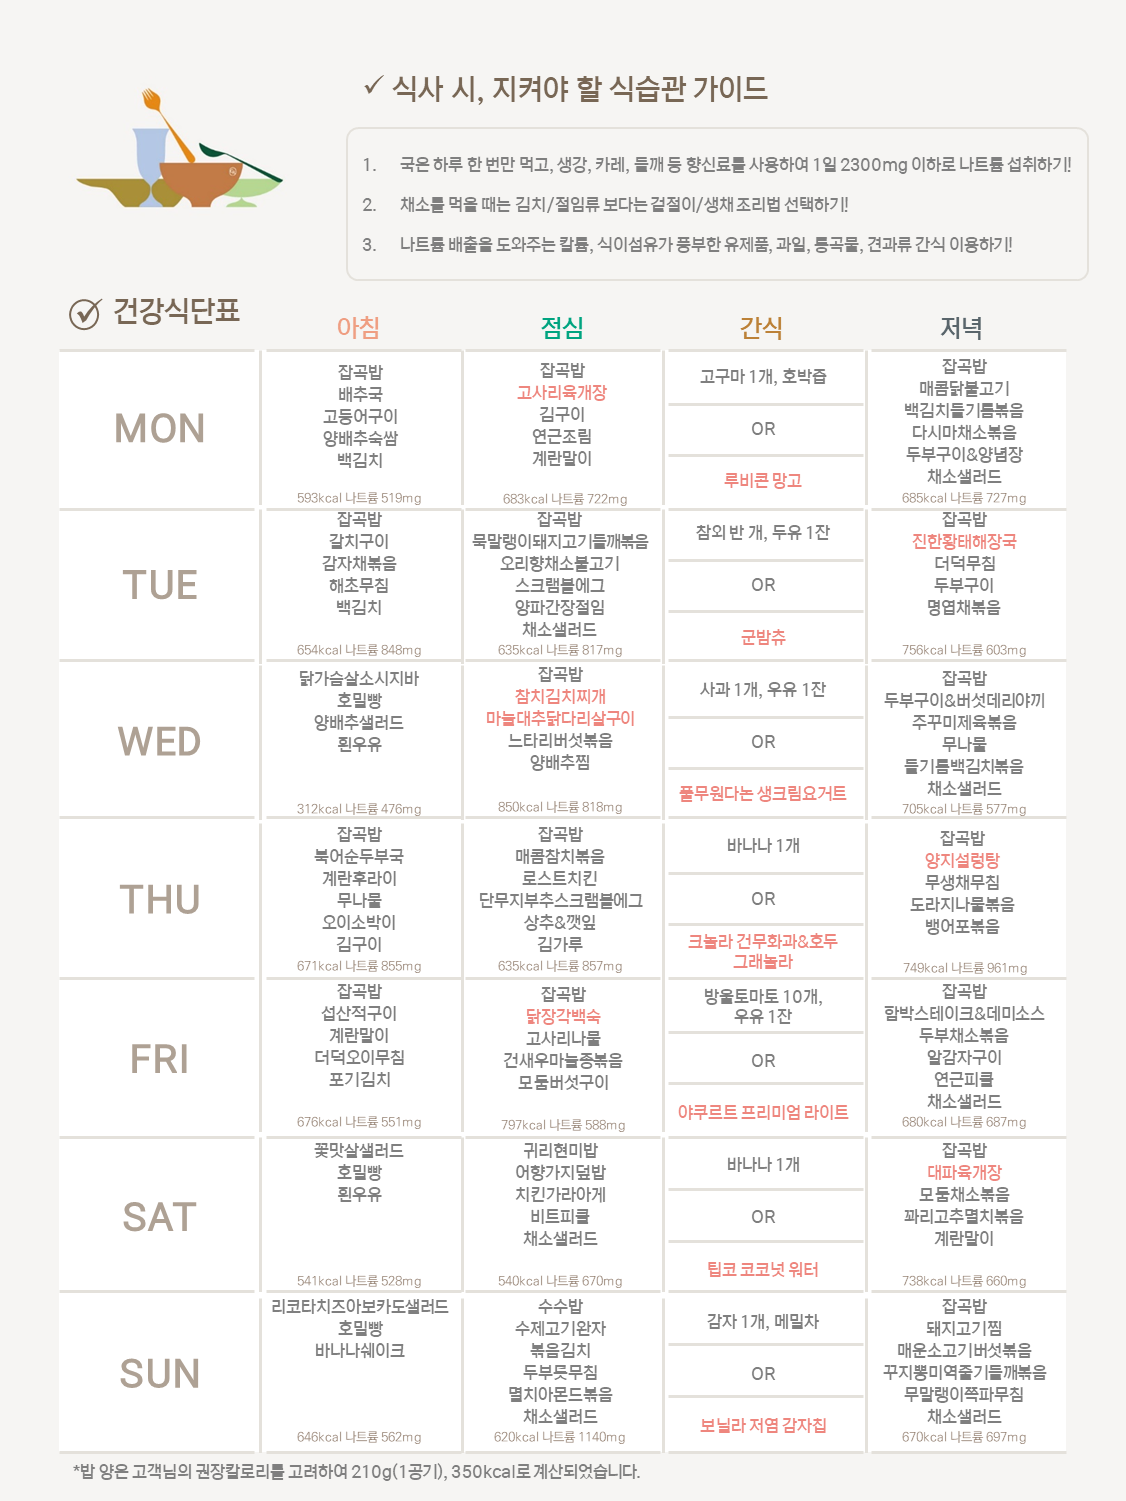 식사 시, 지켜야 할 식습관 가이드
1. 국은 하루 한 번만 먹고, 생강, 카레, 들깨 등 향신료를 사용하여 1일 2300mg 이하로 나트륨 섭취하기!
2. 채소를 먹을 때는 김치/절임류 보다는 겉절이/생채 조리법 선택하기!
3. 나트륨 배출을 도와주는 칼륨, 식이섬유가 풍부한 유제품, 과일, 통곡물, 견과류 간식 이용하기!
건강식단표
아침
점심
간식
저녁
MON
잡곡밥
배추국
고등어구이
양배추숙쌈
백김치
593kcal 나트륨 519mg
잡곡밥
고사리육개장
김구이
연근조림
계란말이
683kcal 나트륨 722mg
고구마 1개, 호박즙
OR
루비콘 망고
잡곡밥
매콤닭불고기
백김치들기름볶음
다시마채소볶음
두부구이&양념장
채소샐러드
685kcal 나트륨 727mg
TUE
잡곡밥
갈치구이
감자채볶음
해초무침
백김치
654kcal 나트륨 848mg
잡곡밥
묵말랭이돼지고기들깨볶음
오리향채소불고기
스크램블에그
양파간장절임
채소샐러드
635kcal 나트륨 817mg
참외 반 개, 두유 1잔
OR
군밤츄
잡곡밥
진한황태해장국
더덕무침
두부구이
명엽채볶음
756kcal 나트륨 603mg
WED
닭가슴살소시지바
호밀빵
양배추샐러드
흰우유
312kcal 나트륨 476mg
잡곡밥
참치김치찌개
마늘대추닭다리살구이
느타리버섯볶음
양배추찜
850kcal 나트륨 818mg
사과 1개, 우유 1잔
OR
풀무원다논 생크림요거트
잡곡밥
두부구이&버섯데리야끼
주꾸미제육볶음
무나물
들기름백김치볶음
채소샐러드
705kcal 나트륨 577mg
THU
잡곡밥
북어순두부국
계란후라이
무나물
오이소박이
김구이
671kcal 나트륨 855mg
잡곡밥
매콤참치볶음
로스트치킨
단무지부추스크램블에그
상추&깻잎
김가루
635kcal 나트륨 857mg
바나나 1개
OR
크놀라 건무화과&호두
그래놀라
잡곡밥
양지설렁탕
무생채무침
도라지나물볶음
뱅어포볶음
749kcal 나트륨 961mg
FRI
잡곡밥
섭산적구이
계란말이
더덕오이무침
포기김치
676kcal 나트륨 551mg
잡곡밥
닭장각백숙
고사리나물
건새우마늘쫑볶음
모둠버섯구이
797kcal 나트륨 588mg
방울토마토 10개,
우유 1잔
OR
야쿠르트 프리미엄 라이트
잡곡밥
함박스테이크&데미소스
두부채소볶음
알감자구이
연근피클
채소샐러드
680kcal 나트륨 687mg
SAT
꽃맛살샐러드
호밀빵
흰우유
541kcal 나트륨 528mg
귀리현미밥
어향가지덮밥
치킨가라아게
비트피클
채소샐러드
540kcal 나트륨 670mg
바나나 1개
OR
팁코 코코넛 워터
잡곡밥
대파육개장
모둠채소볶음
꽈리고추멸치볶음
계란말이
738kcal 나트륨 660mg
SUN
리코타치즈아보카도샐러드
호밀빵
바나나쉐이크
646kcal 나트륨 562mg
수수밥
수제고기완자
볶음김치
두부톳무침
멸치아몬드볶음
채소샐러드
620kcal 나트륨 1140mg
감자 1개, 메밀차
OR
보닐라 저염 감자칩
잡곡밥
돼지고기찜
매운소고기버섯볶음
꾸지뽕미역줄기들깨볶음
무말랭이쪽파무침
채소샐러드
670kcal 나트륨 697mg
*밥 양은 고객님의 권장칼로리를 고려하여 210g(1공기), 350kcal로 계산되었습니다.